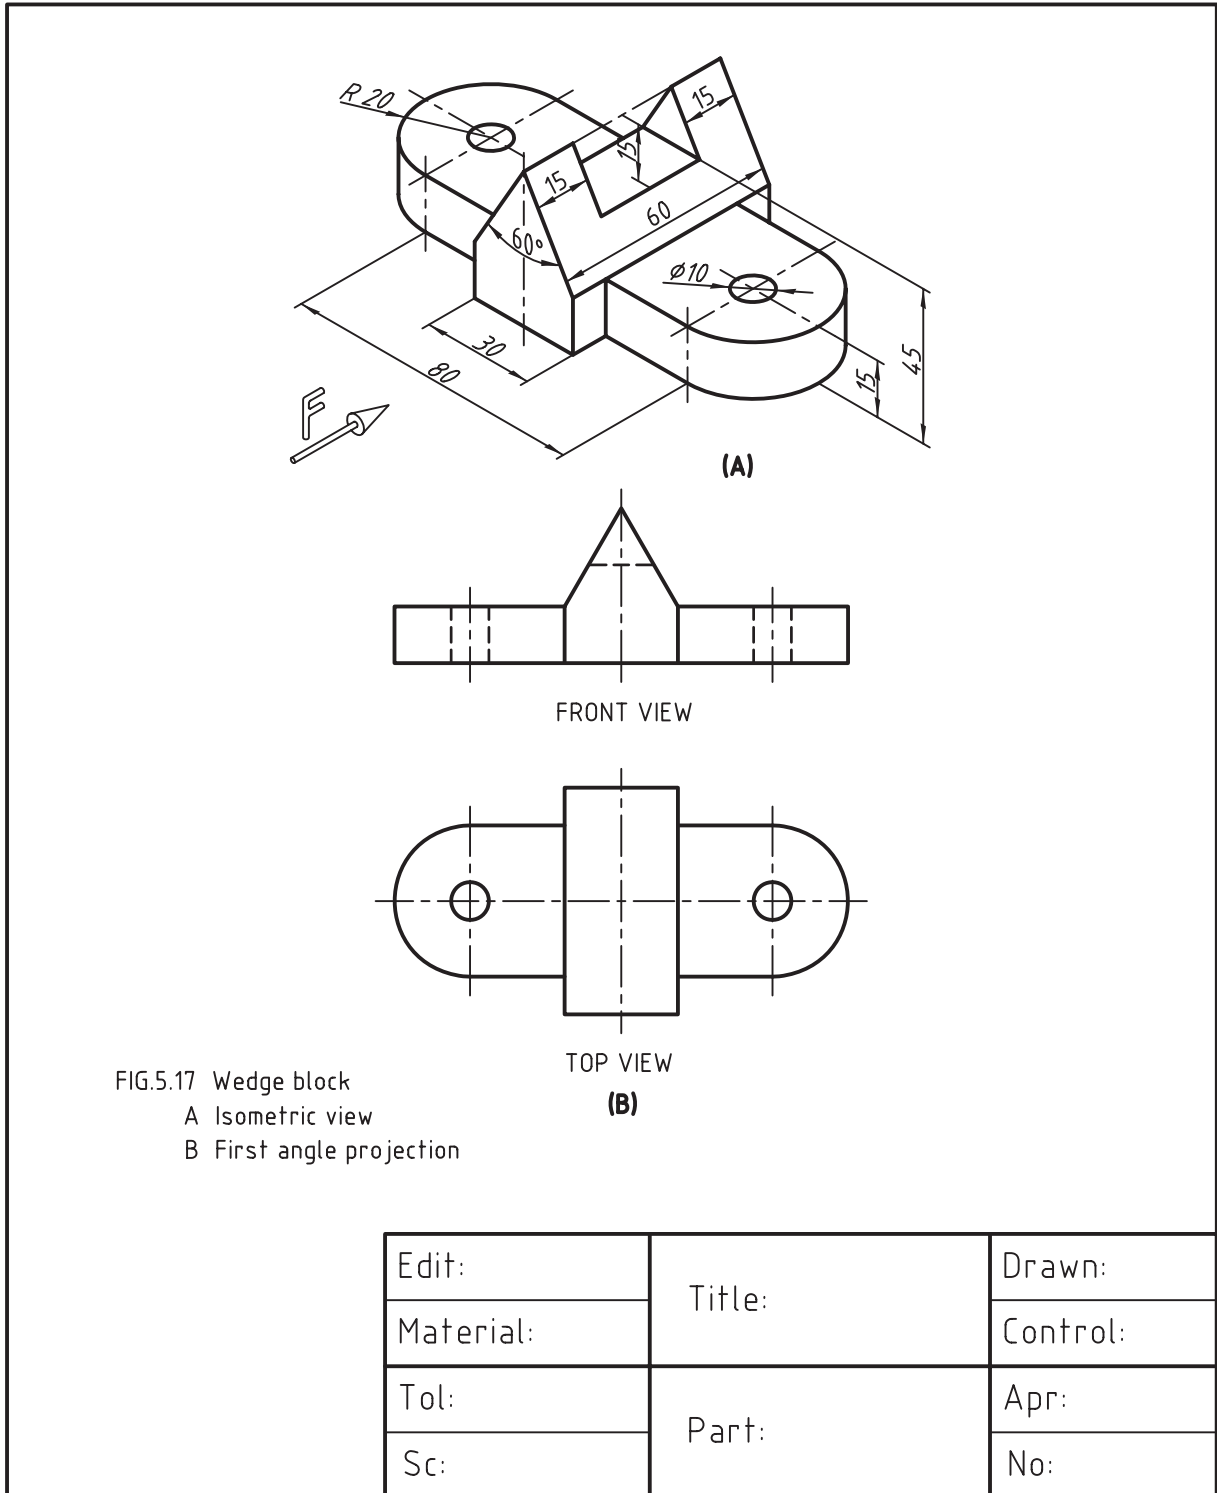 R 20
15
15
15
60
60°
ϕ10
30
80
15
45
F
(A)
FRONT VIEW
TOP VIEW
(B)
FIG.5.17 Wedge block
A Isometric view
B First angle projection
Edit:
Title:
Drawn:
Material:
Control:
Tol:
Part:
Apr:
Sc:
No: